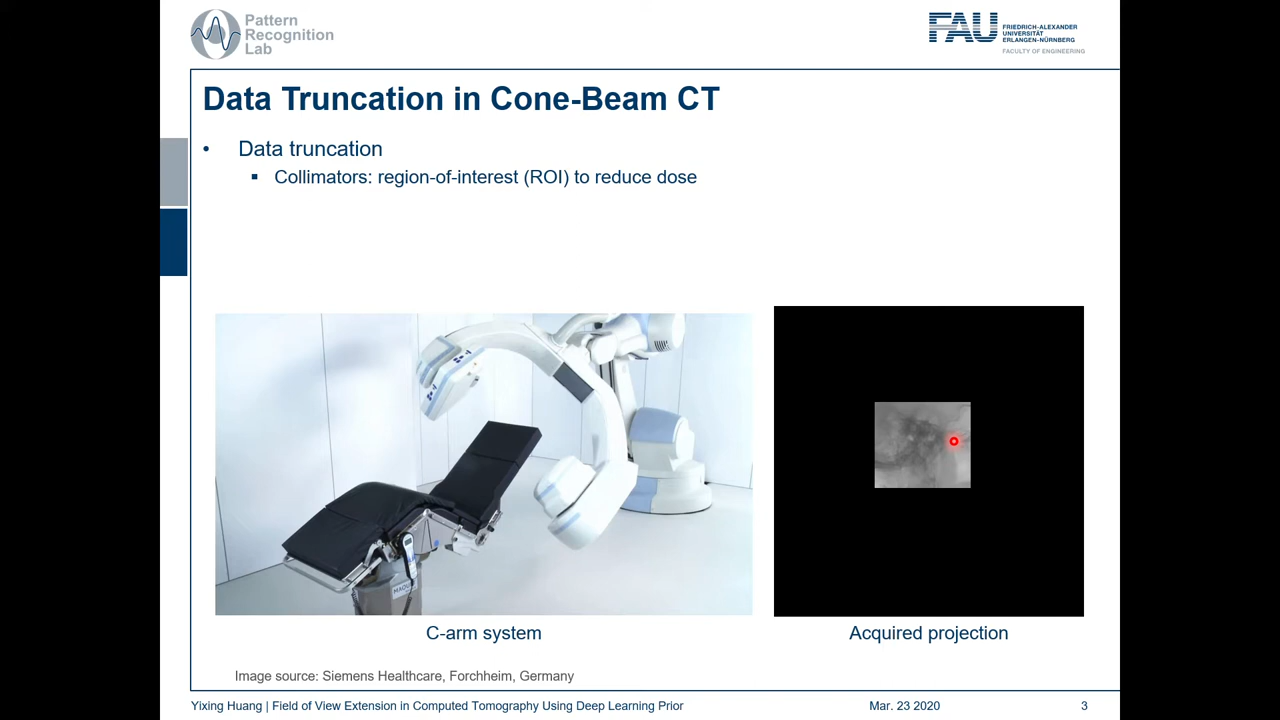 Pattern
Recognition
Lab
FAU
FRIEDRICH-ALEXANDER
UNIVERSITÄT
ERLANGEN-NÜRNBERG
FACULTY OF ENGINEERING
Data Truncation in Cone-Beam CT
• Data truncation
▪ Collimators: region-of-interest (ROI) to reduce dose
MAQUET
C-arm system
Acquired projection
Image source: Siemens Healthcare, Forchheim, Germany
Yixing Huang | Field of View Extension in Computed Tomography Using Deep Learning Prior
Mar. 23 2020
3